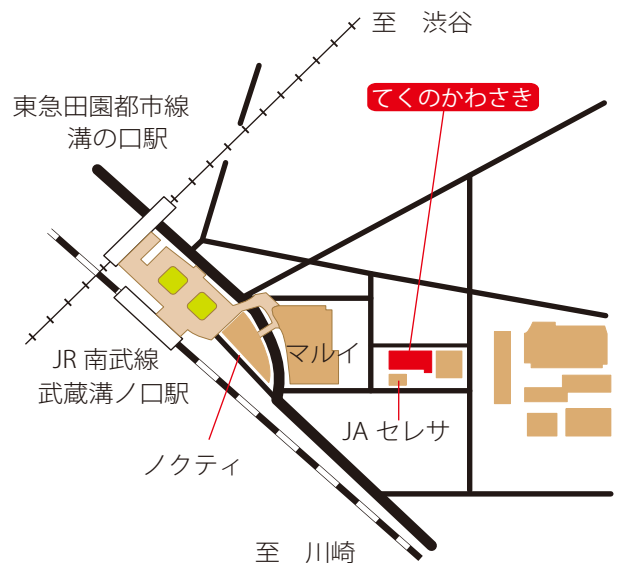 至　渋谷
てくのかわさき
東急田園都市線
溝の口駅
マルイ
JR 南武線
武蔵溝ノ口駅
JA セレサ
ノクティ
至　川崎